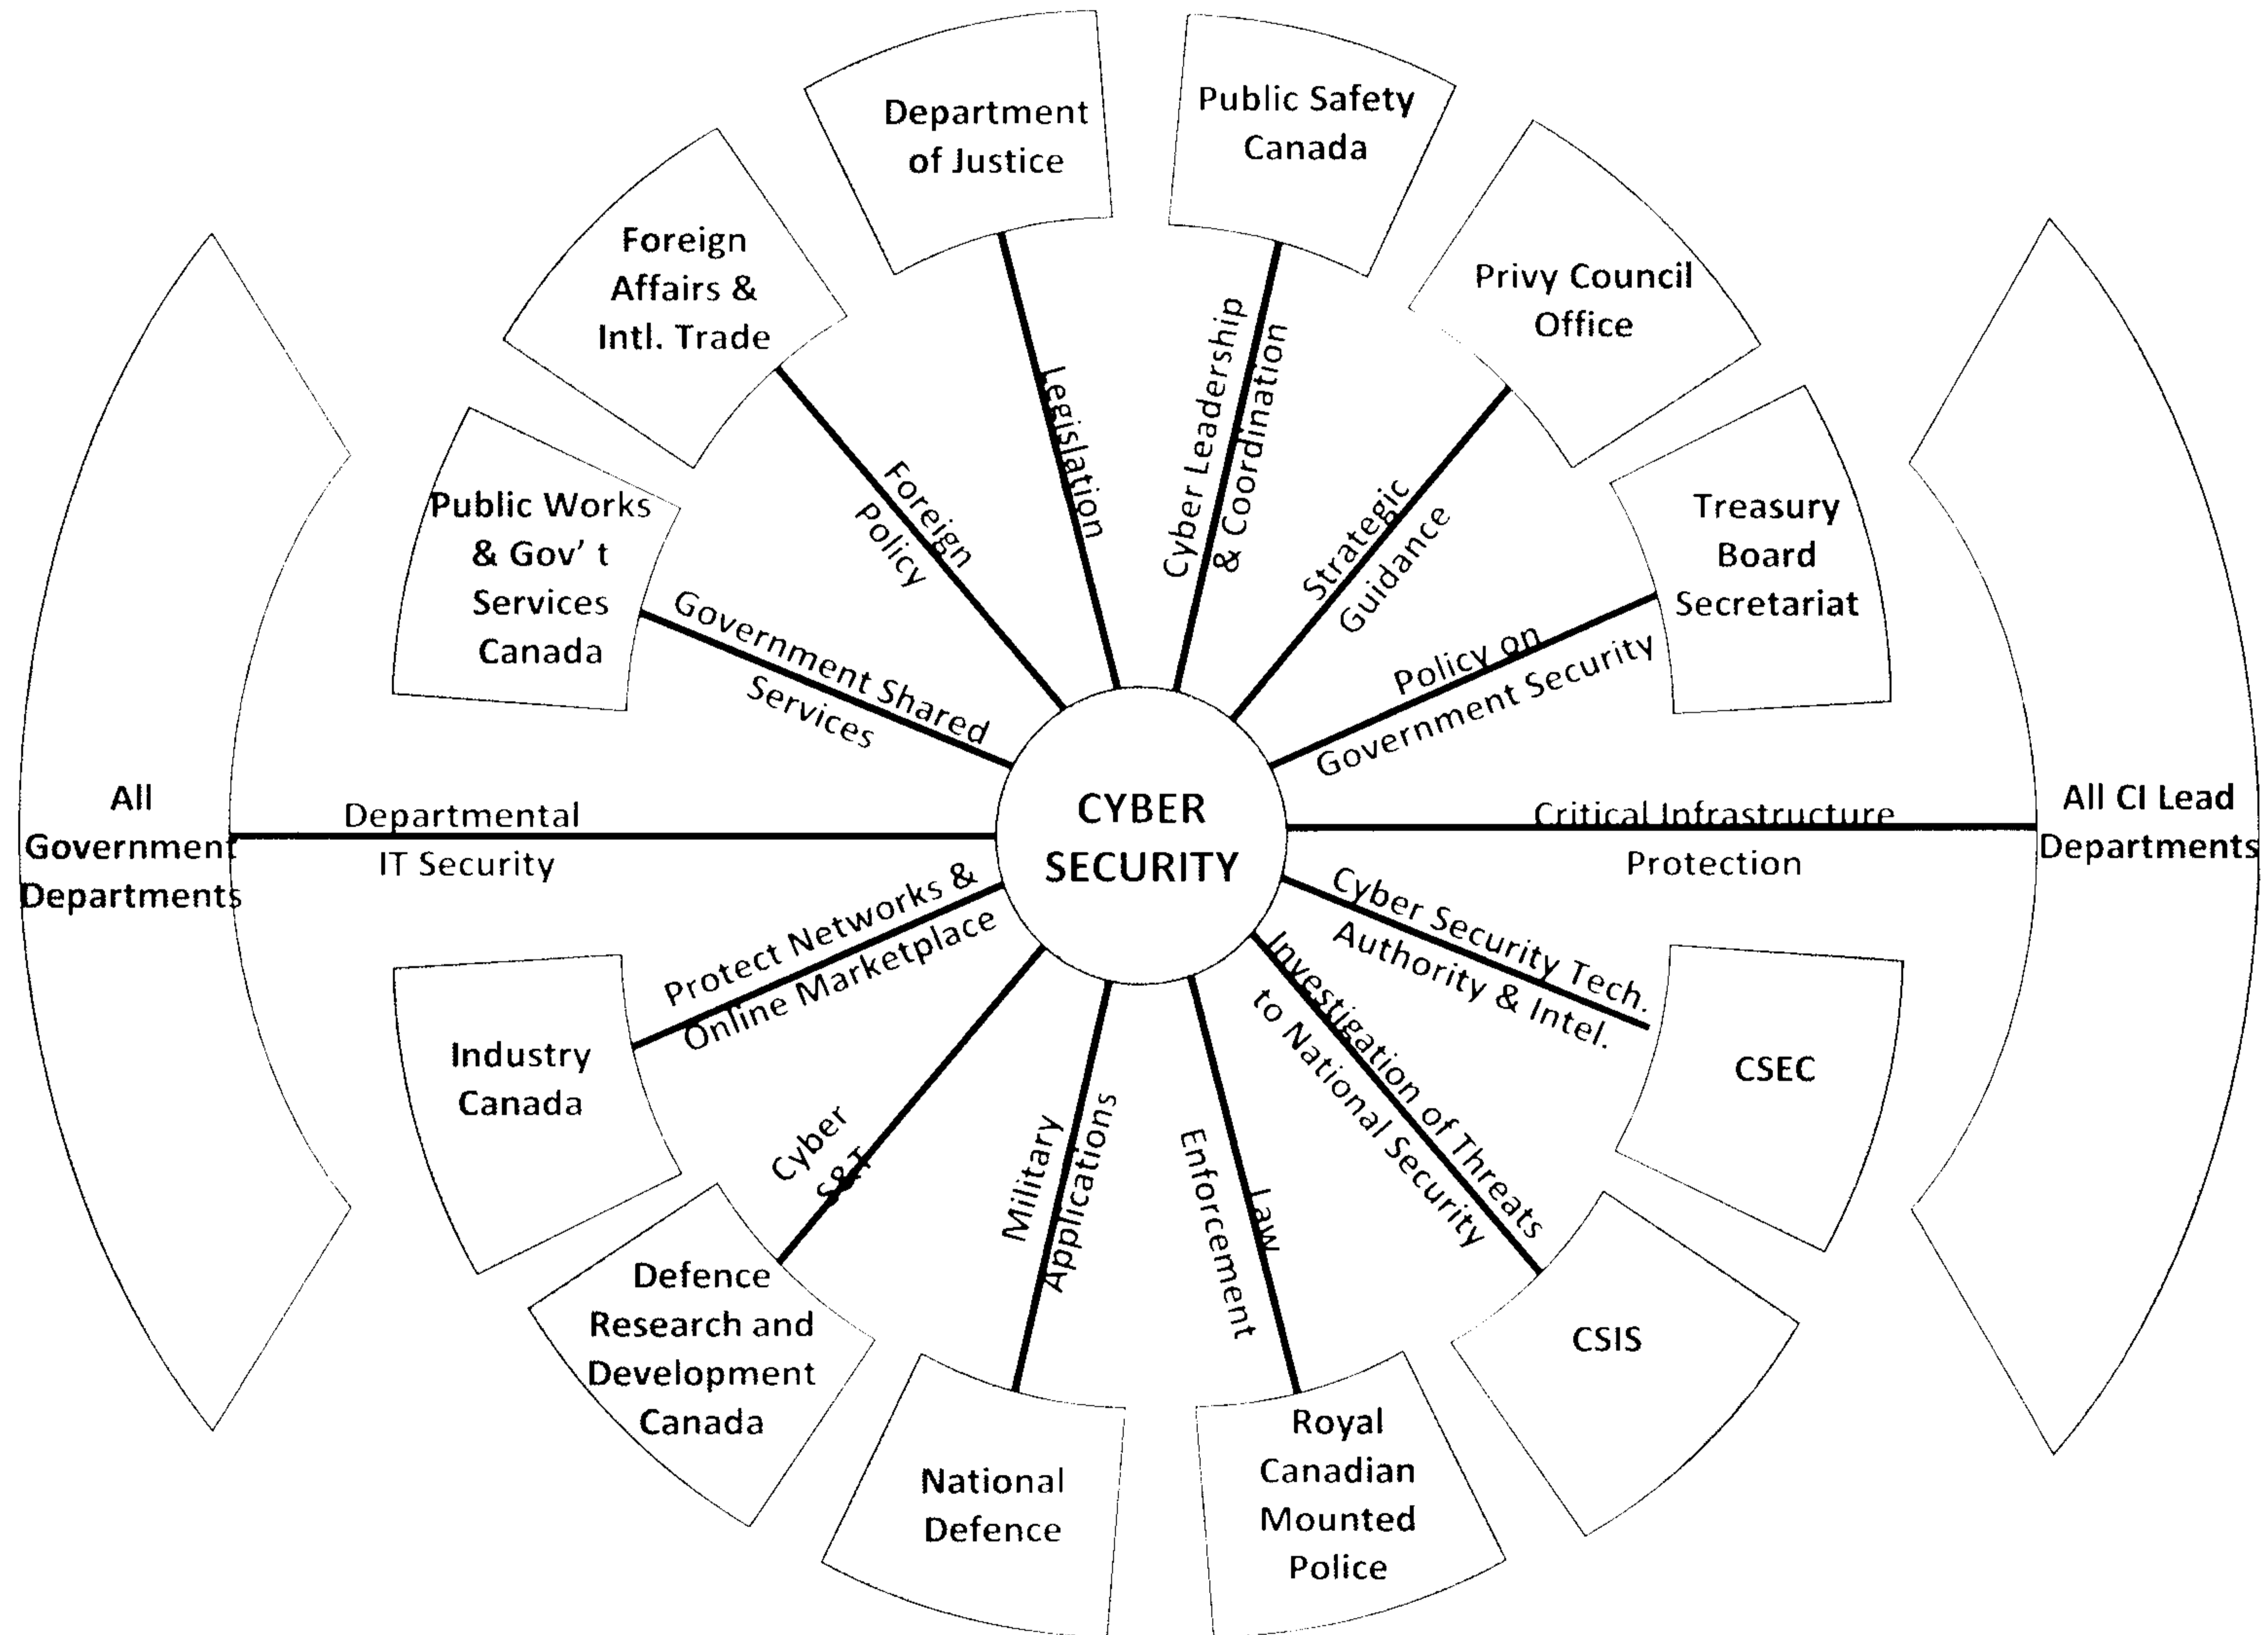 Department
of Justice
Public Safety
Canada
Foreign
Affairs &
Intl. Trade
Privy Council
Office
Public Works
& Gov' t
Services
Canada
Treasury
Board
Secretariat
Legislation
Cyber Leadership
& Coordination
Foreign
Policy
Strategic
Guidance
Government Shared
Services
Policy on
Government Security
All
Government
Departments
Departmental
IT Security
CYBER
SECURITY
Critical Infrastructure
Protection
All CI Lead
Departments
Protect Networks &
Online Marketplace
Cyber Security Tech.
Authority & Intel.
Industry
Canada
CSEC
Cyber
S&T
Military
Applications
Law
Enforcement
Investigation of Threats
to National Security
Defence
Research and
Development
Canada
CSIS
National
Defence
Royal
Canadian
Mounted
Police